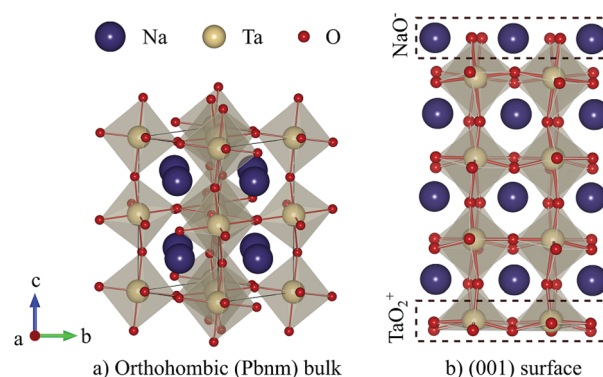 Na Ta O
NaO⁻
TaO₂⁺
c
a b
a) Orthohombic (Pbnm) bulk
b) (001) surface